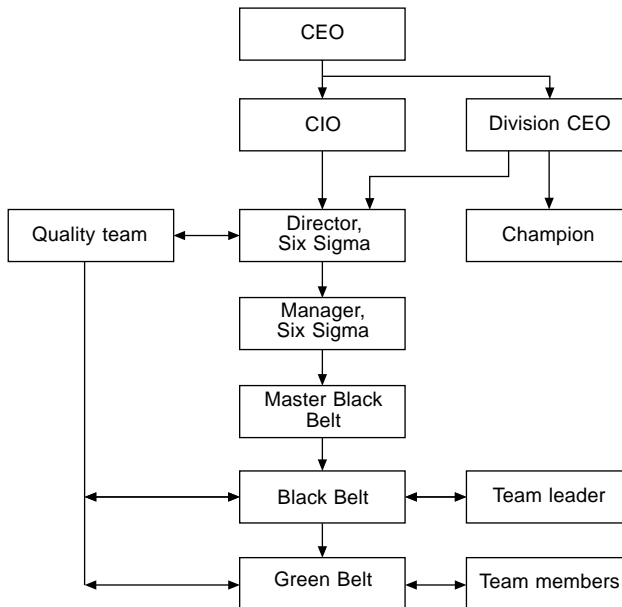 CEO
CIO
Division CEO
Quality team
Director,
Six Sigma
Champion
Manager,
Six Sigma
Master Black
Belt
Black Belt
Team leader
Green Belt
Team members